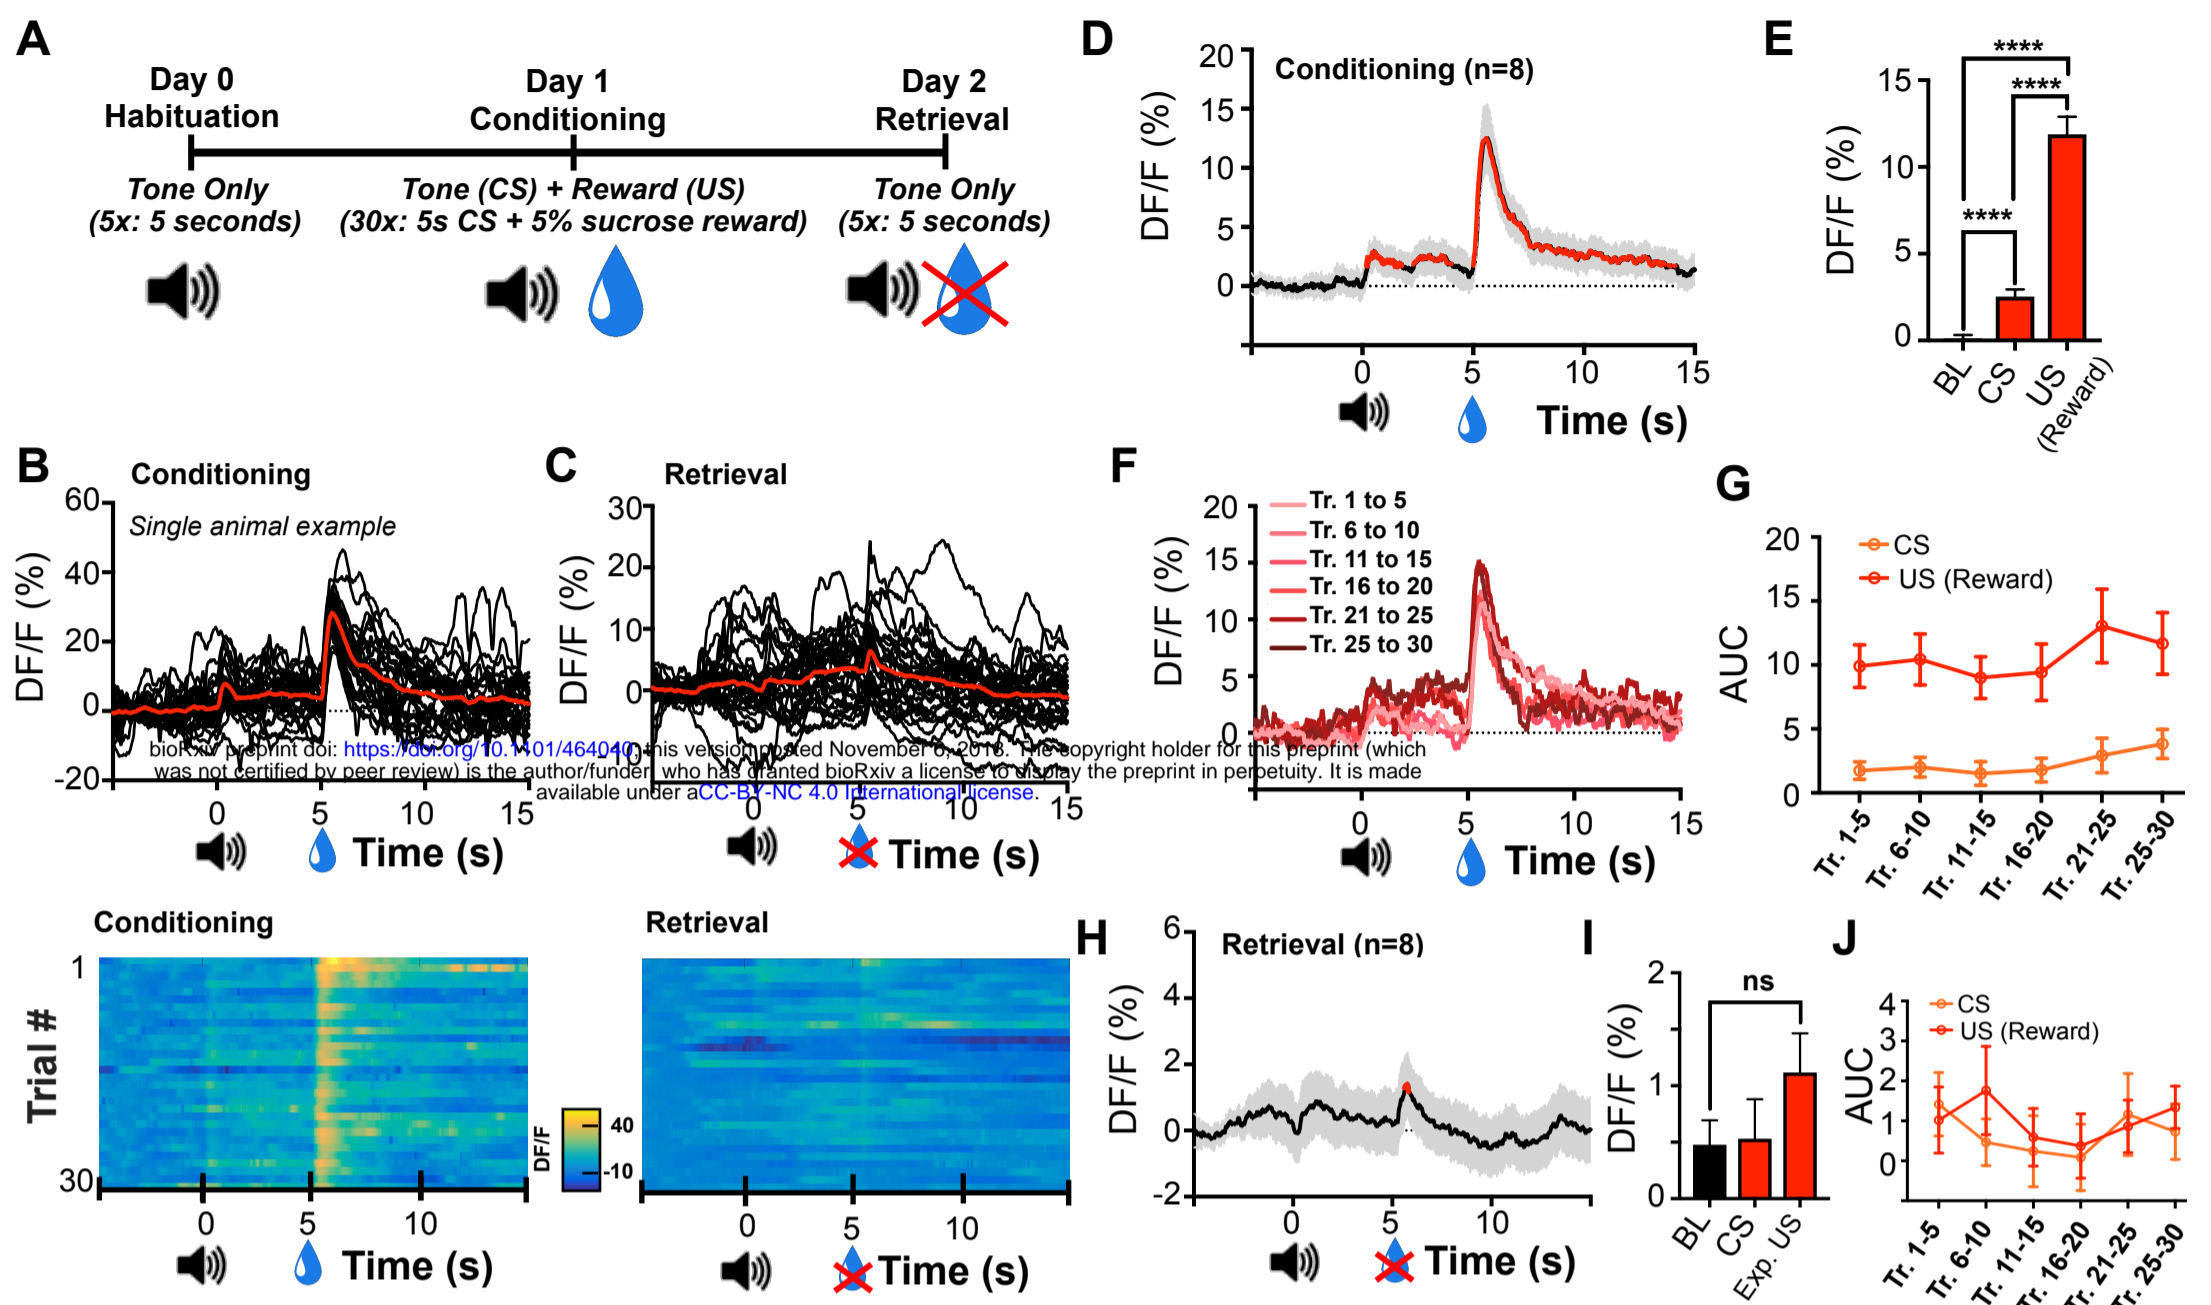 A
Day 0
Habituation
Day 1
Conditioning
Day 2
Retrieval
Tone Only
(5x: 5 seconds)
Tone (CS) + Reward (US)
(30x: 5s CS + 5% sucrose reward)
Tone Only
(5x: 5 seconds)
B
Conditioning
Single animal example
DF/F (%)
60
40
20
0
-20
0
5
10
15
Time (s)
C
Retrieval
DF/F (%)
30
20
10
0
-10
0
5
10
15
Time (s)
bioRxiv preprint doi: https://doi.org/10.1101/464040; this version posted November 6, 2018. The copyright holder for this preprint (which
was not certified by peer review) is the author/funder, who has granted bioRxiv a license to display the preprint in perpetuity. It is made
available under aCC-BY-NC 4.0 International license.
Conditioning
Trial #
1
30
0
5
10
Time (s)
DF/F
40
-10
Retrieval
0
5
10
Time (s)
D
Conditioning (n=8)
DF/F (%)
20
15
10
5
0
0
5
10
15
Time (s)
E
DF/F (%)
15
10
5
0
****
****
****
BL
CS
US
(Reward)
F
DF/F (%)
20
15
10
5
0
Tr. 1 to 5
Tr. 6 to 10
Tr. 11 to 15
Tr. 16 to 20
Tr. 21 to 25
Tr. 25 to 30
0
5
10
15
Time (s)
G
AUC
20
15
10
5
0
CS
US (Reward)
Tr. 1-5
Tr. 6-10
Tr. 11-15
Tr. 16-20
Tr. 21-25
Tr. 25-30
H
Retrieval (n=8)
DF/F (%)
6
4
2
0
-2
0
5
10
Time (s)
I
DF/F (%)
2
1
0
ns
BL
CS
Exp. US
J
AUC
4
3
2
1
0
CS
US (Reward)
Tr. 1-5
Tr. 6-10
Tr. 11-15
Tr. 16-20
Tr. 21-25
Tr. 25-30